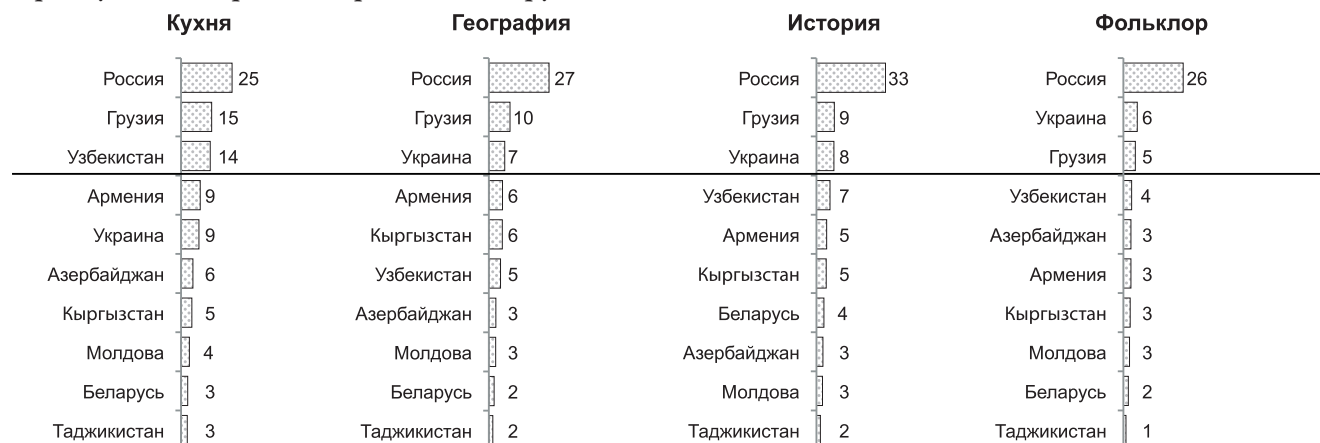 Кухня География История Фольклор
Россия 25 Россия 27 Россия 33 Россия 26
Грузия 15 Грузия 10 Грузия 9 Украина 6
Узбекистан 14 Украина 7 Украина 8 Грузия 5
Армения 9 Армения 6 Узбекистан 7 Узбекистан 4
Украина 9 Кыргызстан 6 Армения 5 Азербайджан 3
Азербайджан 6 Узбекистан 5 Кыргызстан 5 Армения 3
Кыргызстан 5 Азербайджан 3 Беларусь 4 Кыргызстан 3
Молдова 4 Молдова 3 Азербайджан 3 Молдова 3
Беларусь 3 Беларусь 2 Молдова 3 Беларусь 2
Таджикистан 3 Таджикистан 2 Таджикистан 2 Таджикистан 1